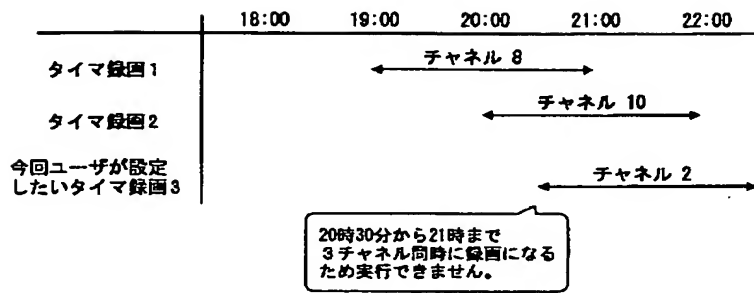 18:00 19:00 20:00 21:00 22:00
タイマ録画1 チャネル 8
タイマ録画2 チャネル 10
今回ユーザが設定
したいタイマ録画3 チャネル 2
20時30分から21時まで
3チャネル同時に録画になる
ため実行できません。